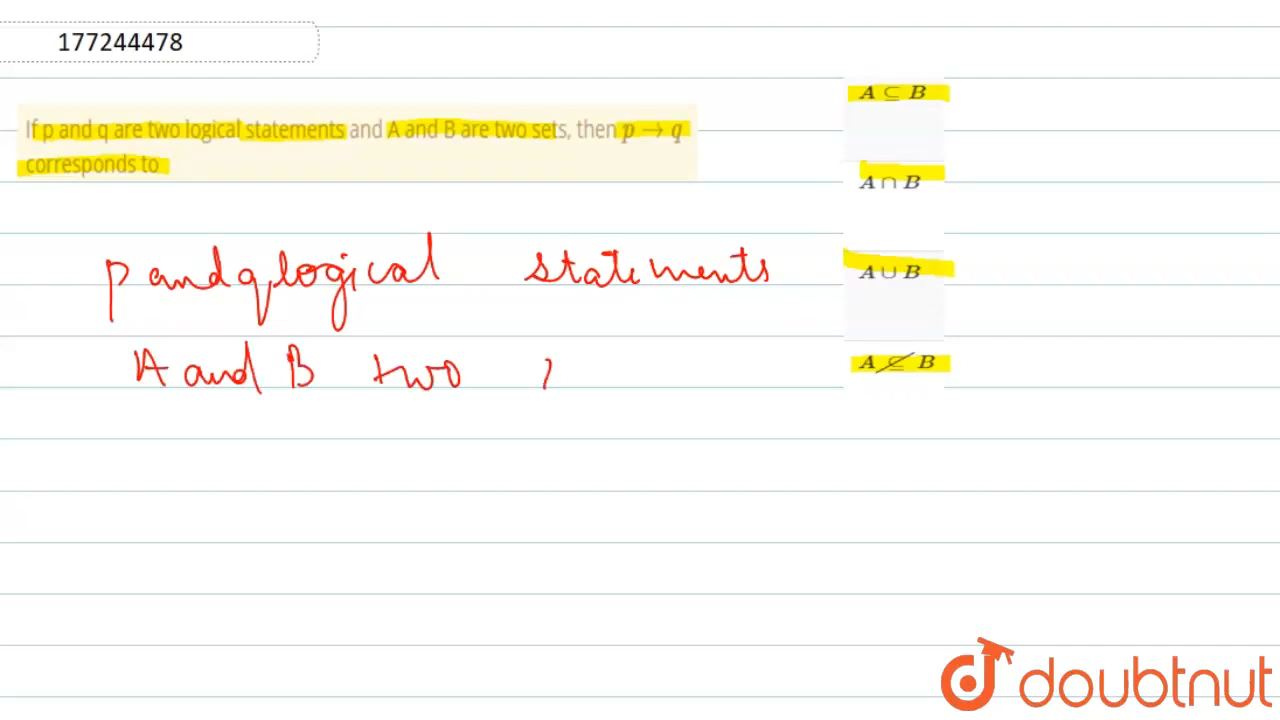 177244478
If p and q are two logical statements and A and B are two sets, then p → q
corresponds to
A ⊆ B
A ∩ B
A ∪ B
A ⊈ B
p and q logical statements
A and B two
doubtnut